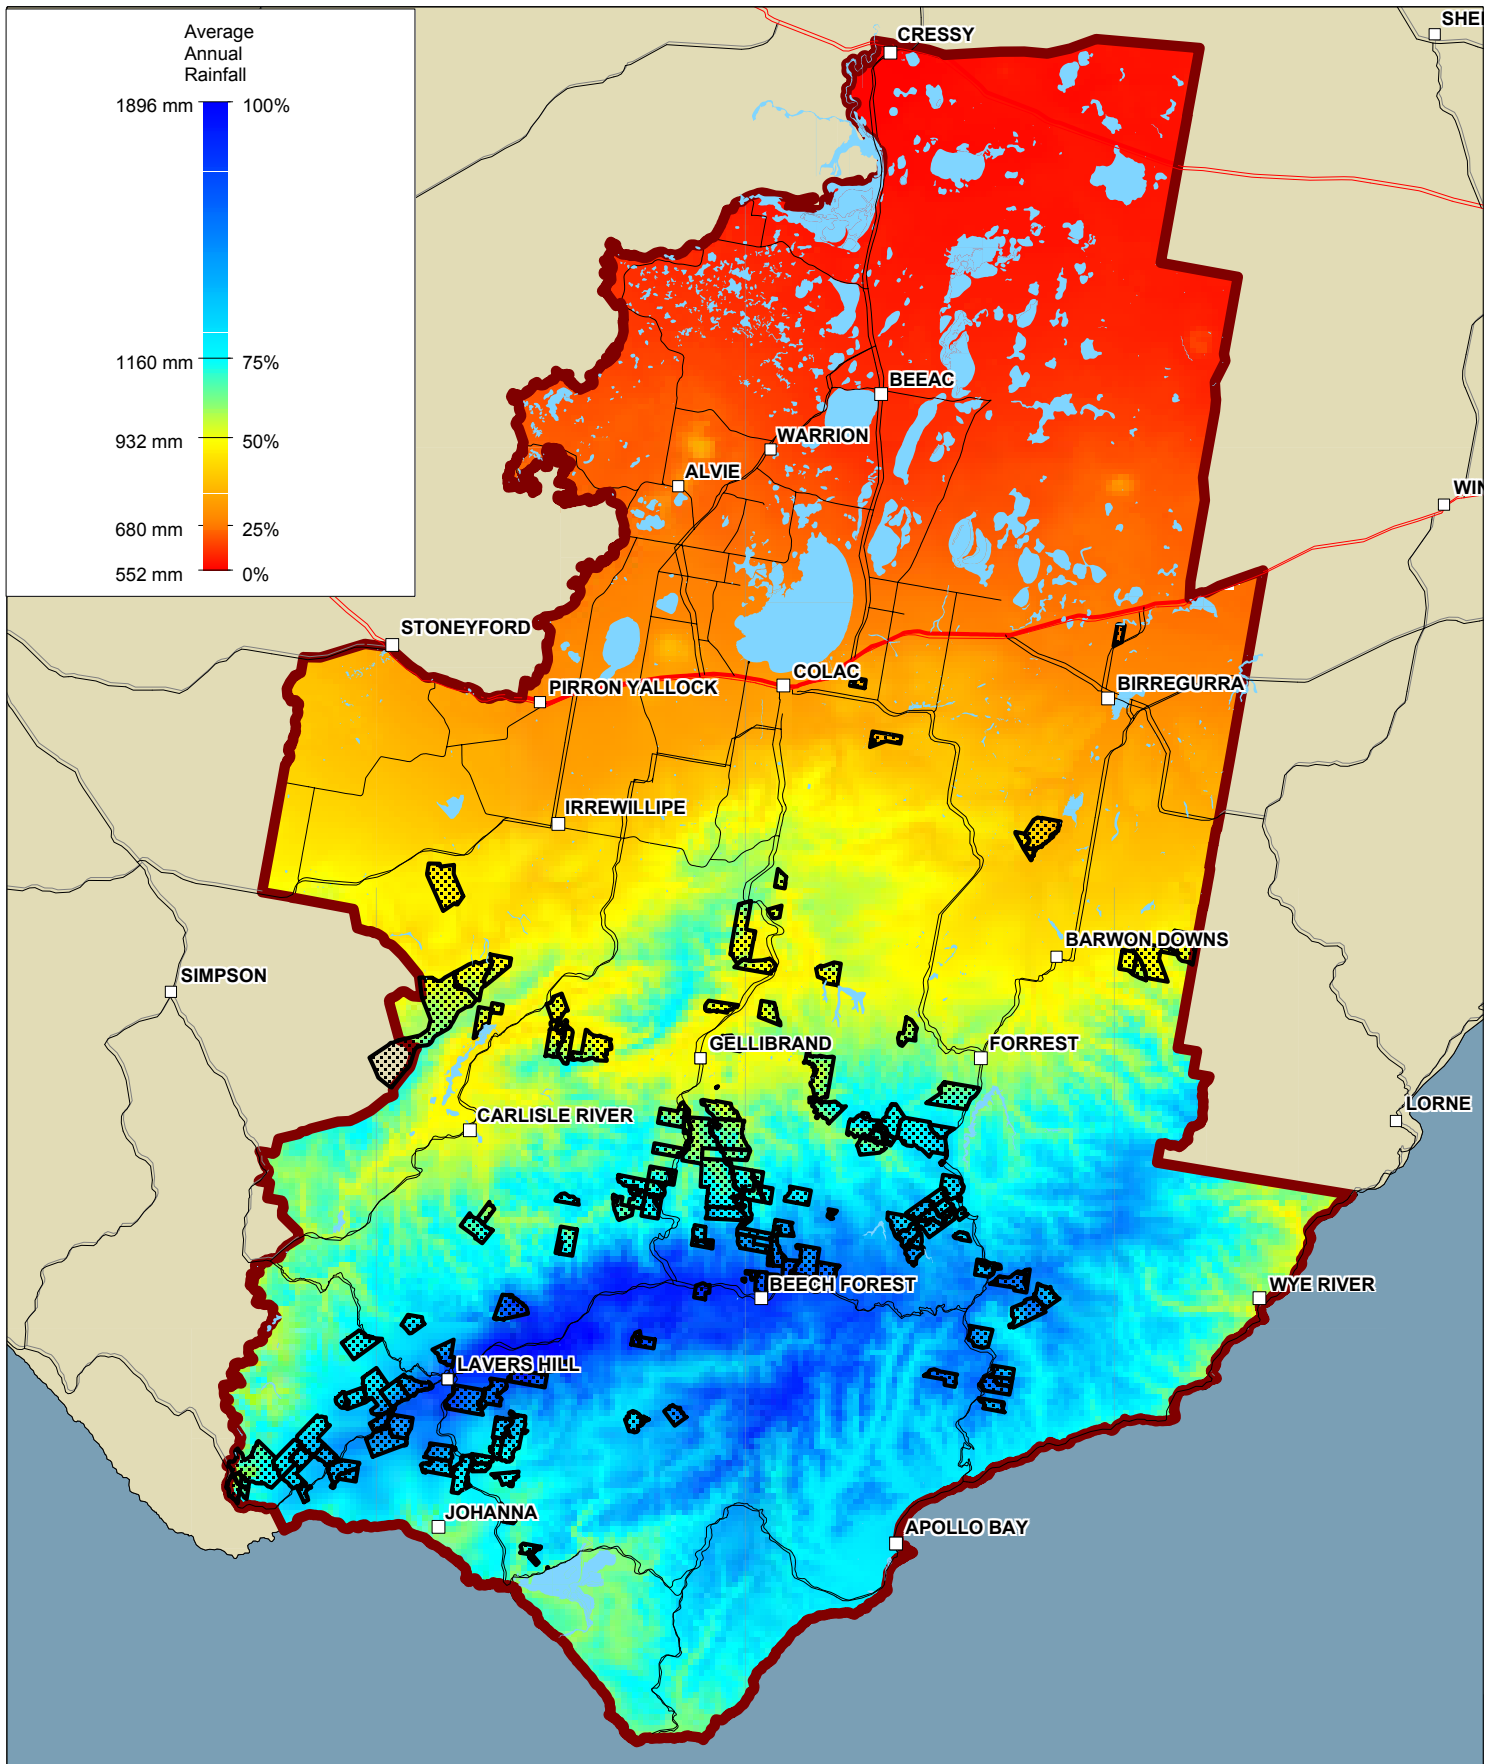 Average
Annual
Rainfall
1896 mm 100%
1160 mm 75%
932 mm 50%
680 mm 25%
552 mm 0%
CRESSY
SHE
BEEAC
WARRION
ALVIE
WIN
STONEYFORD
COLAC
PIRRON YALLOCK
BIRREGURRA
IRREWILLIPE
BARWON DOWNS
SIMPSON
GELLIBRAND
FORREST
CARLISLE RIVER
LORNE
BEECH FOREST
WYE RIVER
LAVERS HILL
JOHANNA
APOLLO BAY